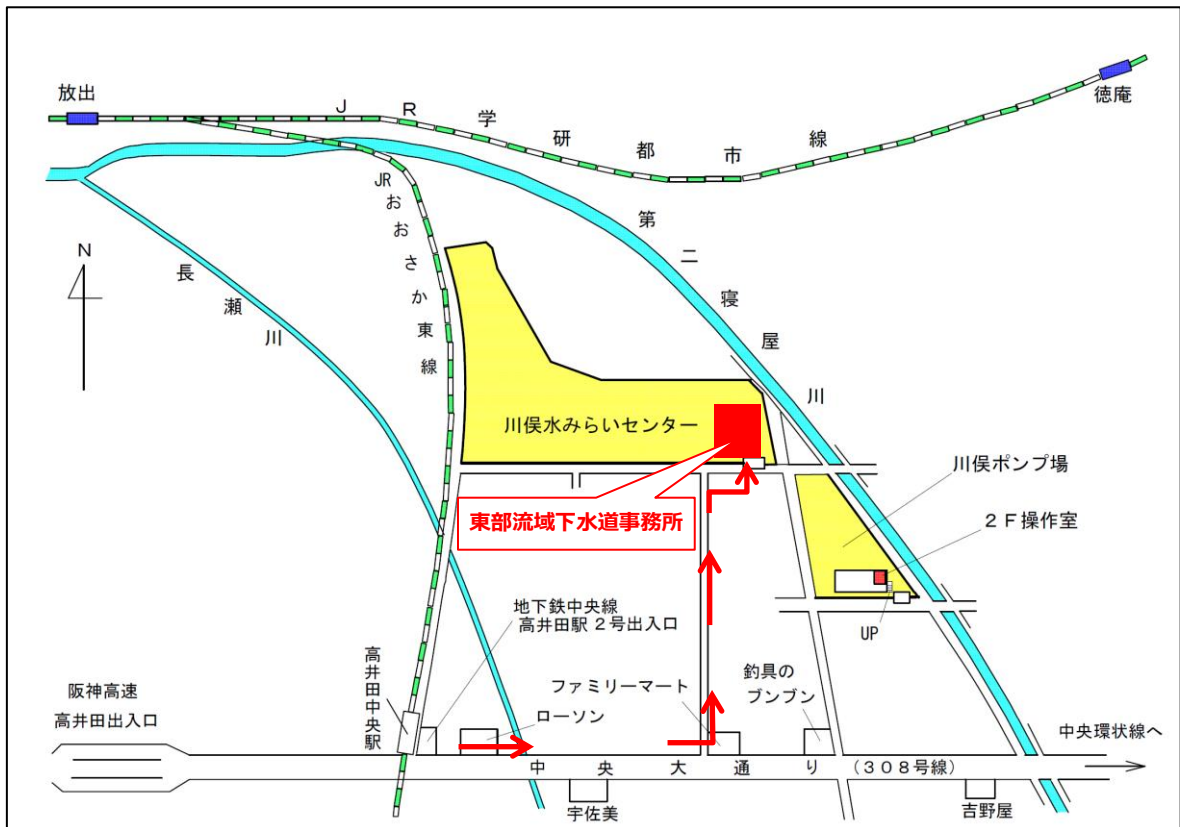 放出
徳庵
JR学研都市線
JRおおさか東線
第二寝屋川
N
長瀬川
川俣水みらいセンター
川俣ポンプ場
2F操作室
東部流域下水道事務所
UP
地下鉄中央線
高井田駅2号出入口
高井田中央駅
釣具の
ブンブン
ファミリーマート
ローソン
阪神高速
高井田出入口
中央環状線へ
中央大通り(308号線)
宇佐美
吉野屋